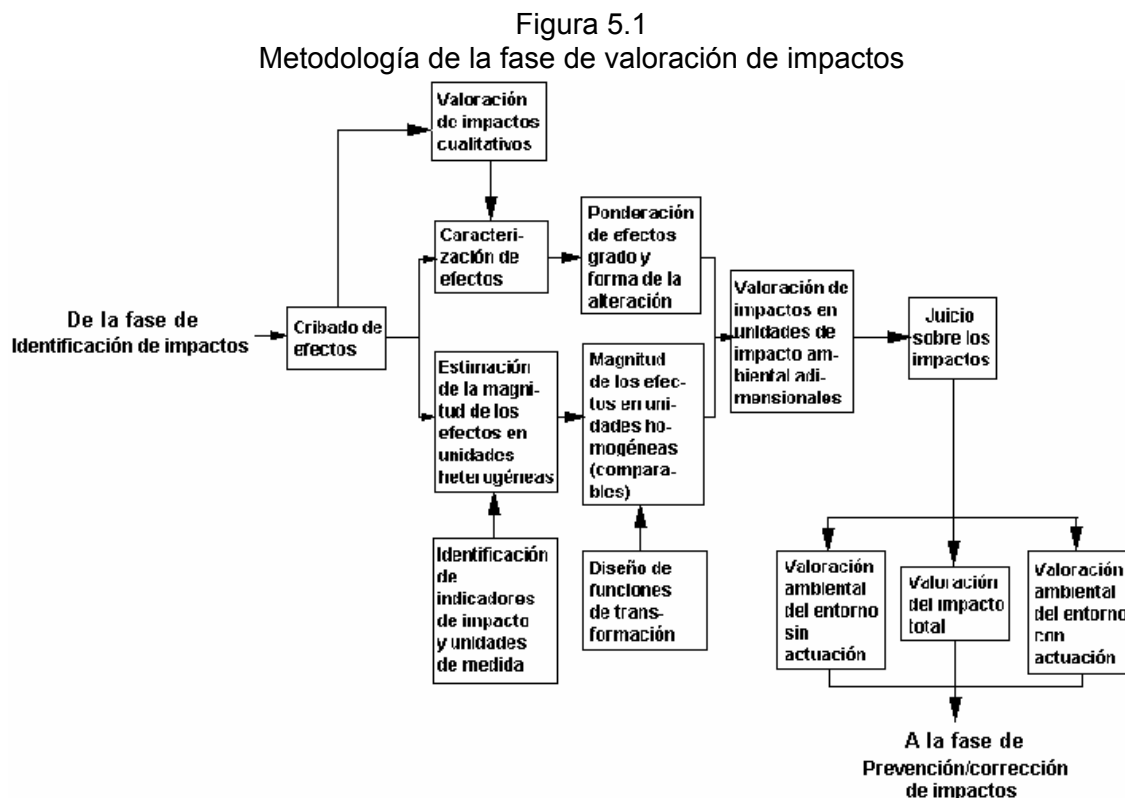 Figura 5.1
Metodología de la fase de valoración de impactos
Valoración
de impactos
cualitativos
Caracteri-
zación de
efectos
Ponderación
de efectos
grado y
forma de la
alteración
De la fase de
Identificación de impactos
Cribado de
efectos
Valoración de
impactos en
unidades de
impacto am-
biental adi-
mensionales
Juicio
sobre los
impactos
Estimación
de la magni-
tud de los
efectos en
unidades
heterogéneas
Magnitud
de los efec-
tos en uni-
dades ho-
mogéneas
(compara-
bles)
Identificación
de
indicadores
de impacto
y unidades
de medida
Diseño de
funciones
de trans-
formación
Valoración
ambiental
del entorno
sin
actuación
Valuración
del impacto
total
Valoración
ambiental
del entorno
con
actuación
A la fase de
Prevención/corrección
de impactos